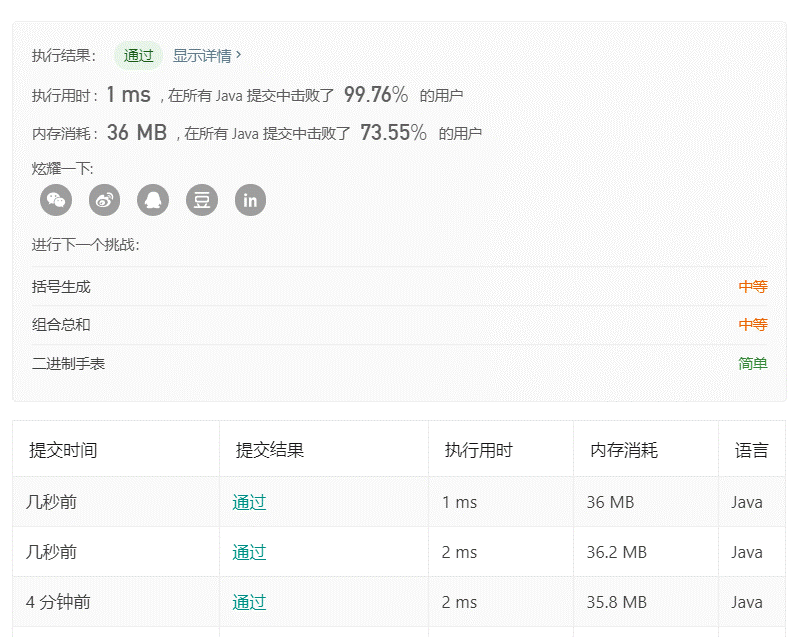 执行结果： 通过 显示详情 >
执行用时 : 1 ms , 在所有 Java 提交中击败了 99.76% 的用户
内存消耗 : 36 MB , 在所有 Java 提交中击败了 73.55% 的用户
炫耀一下:
豆 in
进行下一个挑战：
括号生成 中等
组合总和 中等
二进制手表 简单
提交时间 提交结果 执行用时 内存消耗 语言
几秒前 通过 1 ms 36 MB Java
几秒前 通过 2 ms 36.2 MB Java
4 分钟前 通过 2 ms 35.8 MB Java